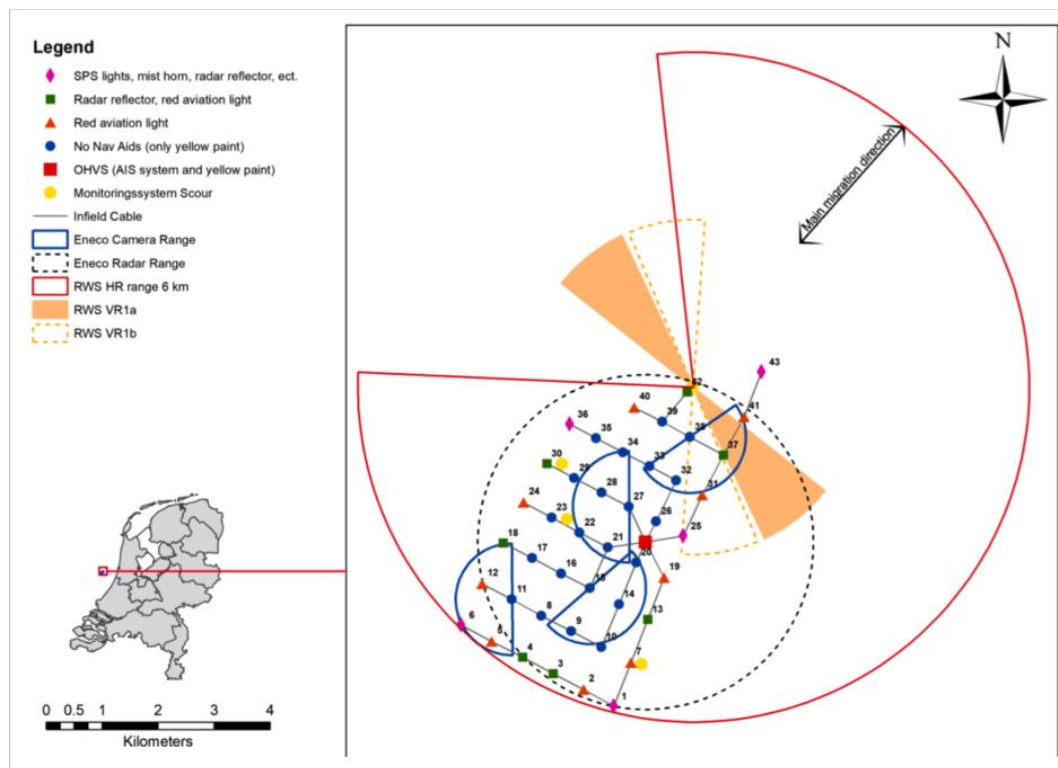 Legend
SPS lights, mist horn, radar reflector, ect.
Radar reflector, red aviation light
Red aviation light
No Nav Aids (only yellow paint)
OHVS (AIS system and yellow paint)
Monitoringssystem Scour
Infield Cable
Eneco Camera Range
Eneco Radar Range
RWS HR range 6 km
RWS VR1a
RWS VR1b
0 0.5 1 2 3 4
Kilometers
N
Main migration direction
43
42
40
39
41
36
35
38
34
37
33
30
32
29
28
31
24
27
23
26
25
22
18
21
20
17
16
19
12
15
11
14
8
13
6
9
5
10
4
7
3
2
1